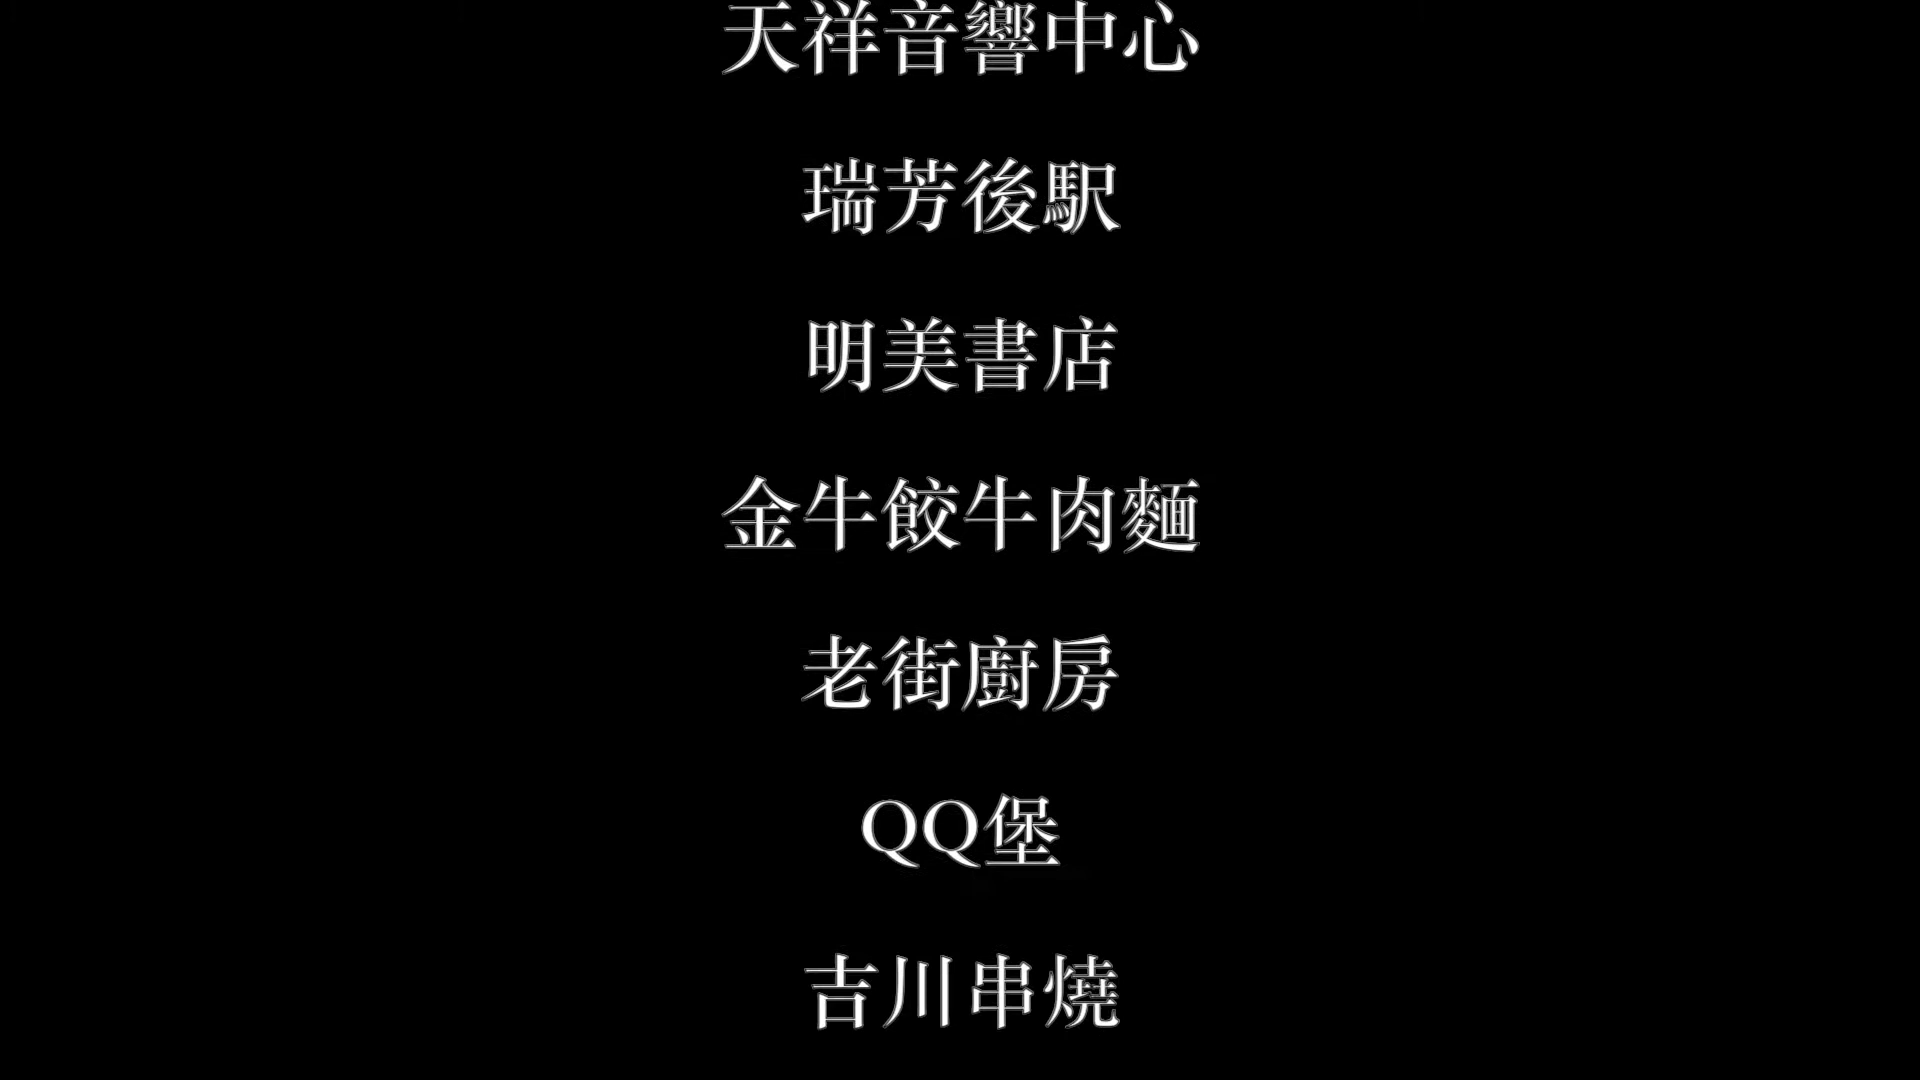 天祥音響中心
瑞芳後駅
明美書店
金牛餃牛肉麵
老街廚房
QQ堡
吉川串燒